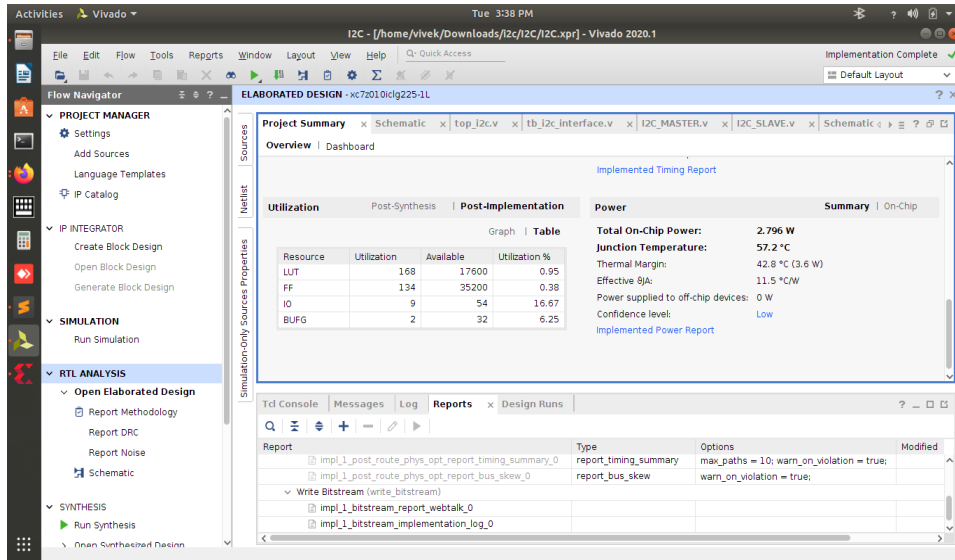 Activities Vivado Tue 3:38 PM
I2C - [/home/vivek/Downloads/i2c/I2C/I2C.xpr] - Vivado 2020.1
File Edit Flow Tools Reports Window Layout View Help Quick Access Implementation Complete
Default Layout
Flow Navigator
ELABORATED DESIGN - xc7z010iclg225-1L
PROJECT MANAGER
Settings
Add Sources
Language Templates
IP Catalog
IP INTEGRATOR
Create Block Design
Open Block Design
Generate Block Design
SIMULATION
Run Simulation
RTL ANALYSIS
Open Elaborated Design
Report Methodology
Report DRC
Report Noise
Schematic
SYNTHESIS
Run Synthesis
Open Synthesized Design
Sources
Netlist
Simulation-Only Sources Properties
Project Summary Schematic top_i2c.v tb_i2c_interface.v I2C_MASTER.v I2C_SLAVE.v Schematic
Overview | Dashboard
Implemented Timing Report
Utilization Post-Synthesis | Post-Implementation
Graph | Table
Resource Utilization Available Utilization %
LUT 168 17600 0.95
FF 134 35200 0.38
IO 9 54 16.67
BUFG 2 32 6.25
Power Summary | On-Chip
Total On-Chip Power: 2.796 W
Junction Temperature: 57.2 °C
Thermal Margin: 42.8 °C (3.6 W)
Effective ϑJA: 11.5 °C/W
Power supplied to off-chip devices: 0 W
Confidence level: Low
Implemented Power Report
Tcl Console Messages Log Reports Design Runs
Report Type Options Modified
impl_1_post_route_phys_opt_report_timing_summary_0 report_timing_summary max_paths = 10; warn_on_violation = true;
impl_1_post_route_phys_opt_report_bus_skew_0 report_bus_skew warn_on_violation = true;
Write Bitstream (write_bitstream)
impl_1_bitstream_report_webtalk_0
impl_1_bitstream_implementation_log_0